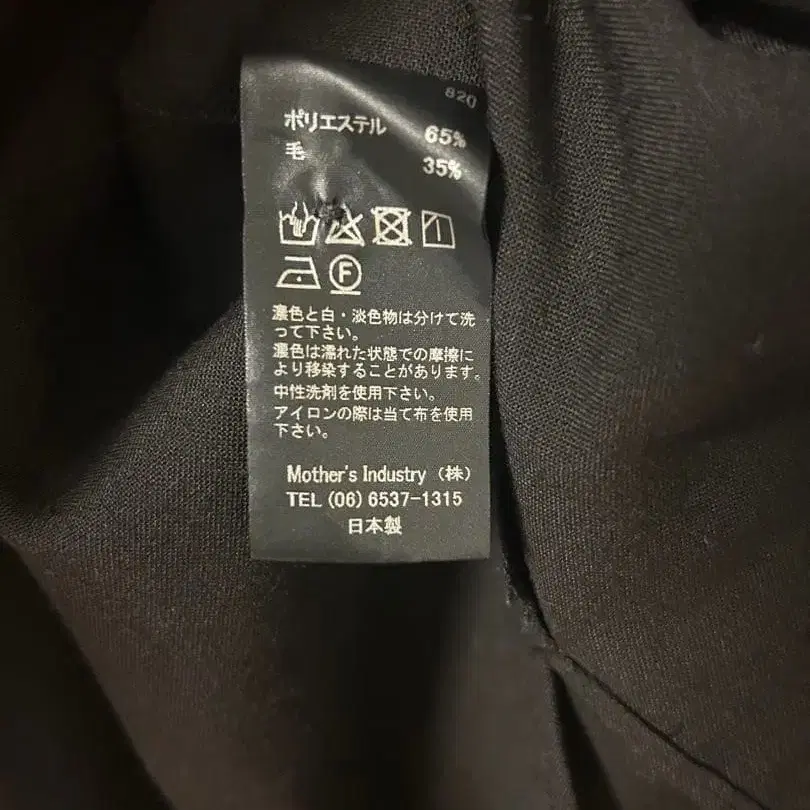 820
ポリエステル 65%
毛 35%
F
濃色と白・淡色物は分けて洗
って下さい。
濃色は濡れた状態での摩擦に
より移染することがあります。
中性洗剤を使用下さい。
アイロンの際は当て布を使用
下さい。
Mother's Industry（株）
TEL (06) 6537-1315
日本製